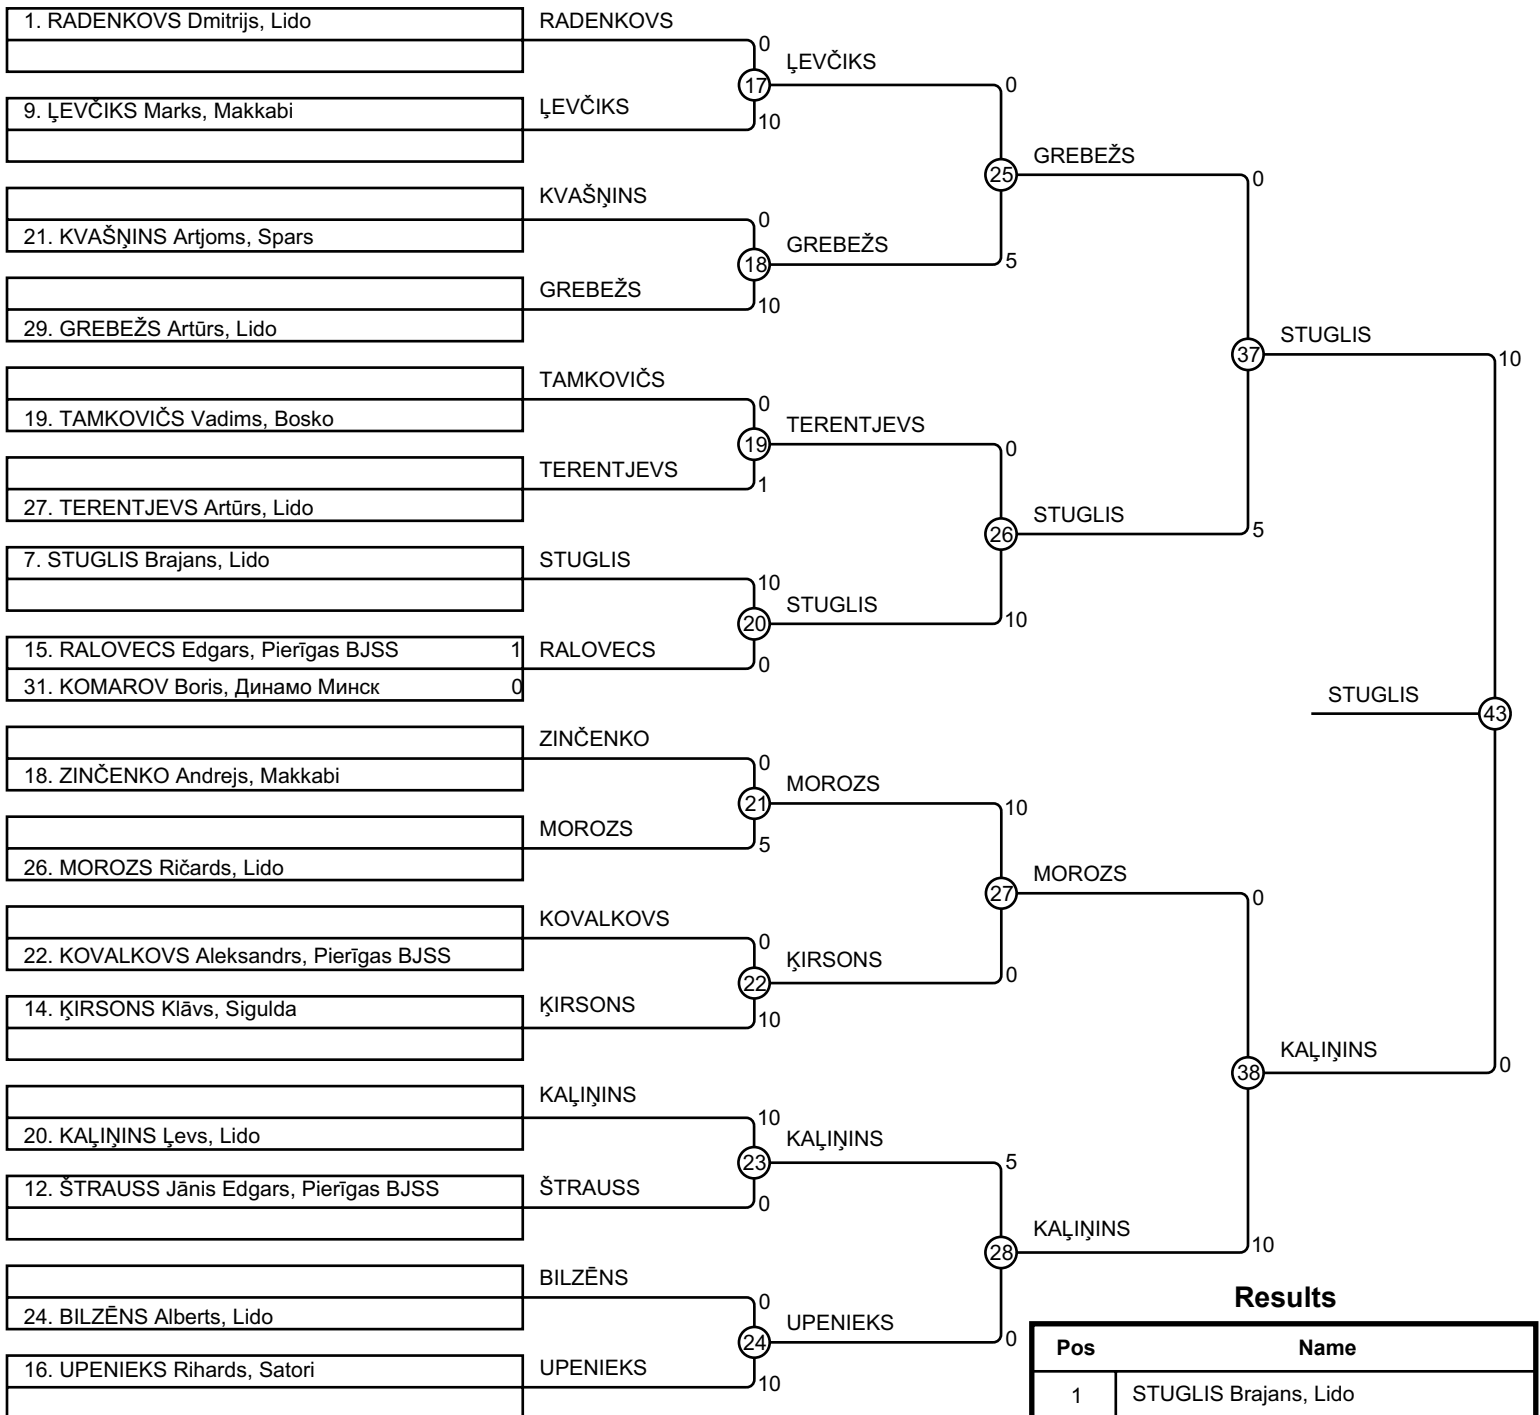 1. RADENKOVS Dmitrijs, Lido
RADENKOVS
0
17
ĻEVČIKS
0
9. ĻEVČIKS Marks, Makkabi
ĻEVČIKS
10
25
GREBEŽS
0
21. KVAŠŅINS Artjoms, Spars
KVAŠŅINS
0
18
GREBEŽS
5
29. GREBEŽS Artūrs, Lido
GREBEŽS
10
37
STUGLIS
10
19. TAMKOVIČS Vadims, Bosko
TAMKOVIČS
0
19
TERENTJEVS
0
27. TERENTJEVS Artūrs, Lido
TERENTJEVS
1
26
STUGLIS
5
7. STUGLIS Brajans, Lido
STUGLIS
10
20
STUGLIS
10
15. RALOVECS Edgars, Pierīgas BJSS 1
RALOVECS
0
31. KOMAROV Boris, Динамо Минск 0
STUGLIS
43
18. ZINČENKO Andrejs, Makkabi
ZINČENKO
0
21
MOROZS
10
26. MOROZS Ričards, Lido
MOROZS
5
27
MOROZS
0
22. KOVALKOVS Aleksandrs, Pierīgas BJSS
KOVALKOVS
0
22
ĶIRSONS
0
14. ĶIRSONS Klāvs, Sigulda
ĶIRSONS
10
38
KAĻIŅINS
0
20. KAĻIŅINS Ļevs, Lido
KAĻIŅINS
10
23
KAĻIŅINS
5
12. ŠTRAUSS Jānis Edgars, Pierīgas BJSS
ŠTRAUSS
0
28
KAĻIŅINS
10
24. BILZĒNS Alberts, Lido
BILZĒNS
0
24
UPENIEKS
0
16. UPENIEKS Rihards, Satori
UPENIEKS
10
Results
Pos Name
1 STUGLIS Brajans, Lido